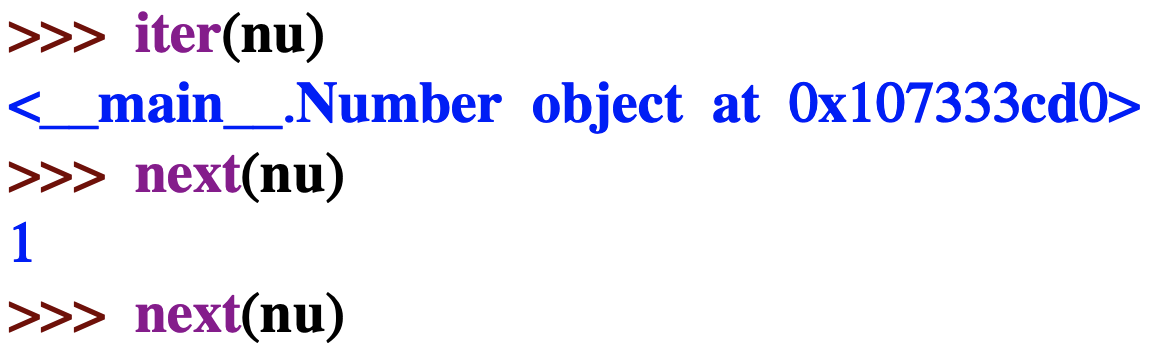 >>> iter(nu)
<__main__.Number object at 0x107333cd0>
>>> next(nu)
1
>>> next(nu)